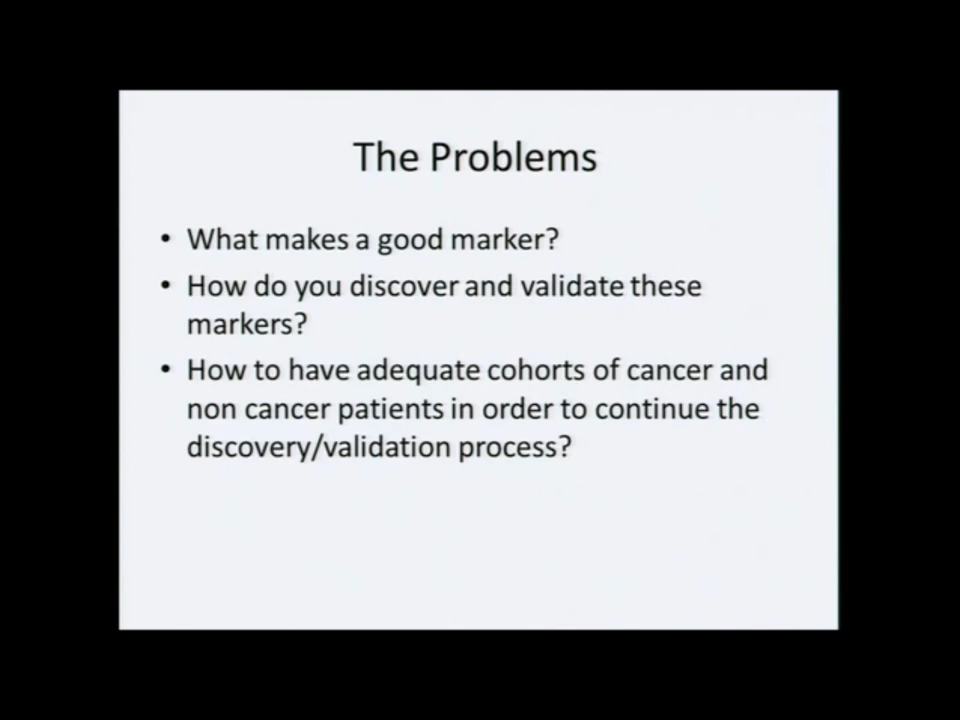 The Problems
• What makes a good marker?
• How do you discover and validate these
markers?
• How to have adequate cohorts of cancer and
non cancer patients in order to continue the
discovery/validation process?